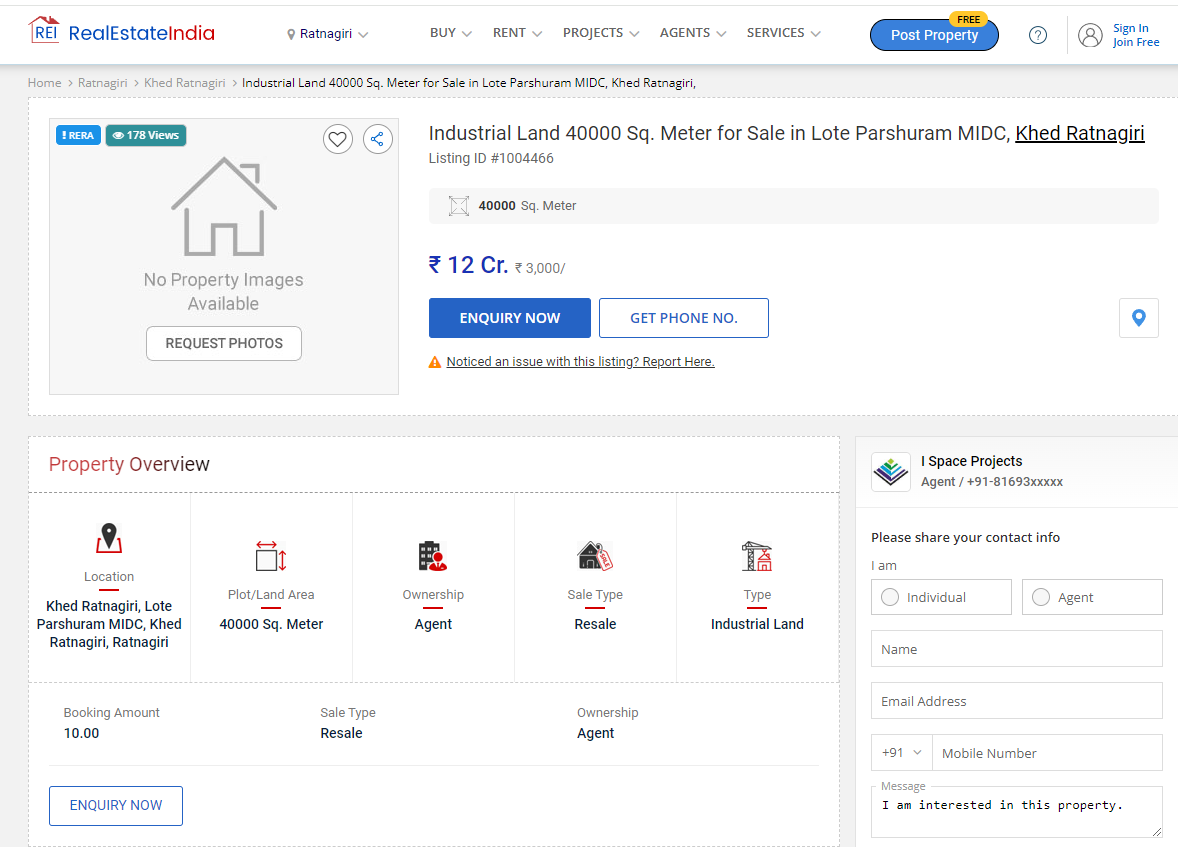 REI RealEstateIndia
Ratnagiri
BUY
RENT
PROJECTS
AGENTS
SERVICES
FREE
Post Property
?
Sign In
Join Free
Home > Ratnagiri > Khed Ratnagiri > Industrial Land 40000 Sq. Meter for Sale in Lote Parshuram MIDC, Khed Ratnagiri,
! RERA
178 Views
No Property Images
Available
REQUEST PHOTOS
Industrial Land 40000 Sq. Meter for Sale in Lote Parshuram MIDC, Khed Ratnagiri
Listing ID #1004466
40000 Sq. Meter
₹ 12 Cr. ₹ 3,000/
ENQUIRY NOW
GET PHONE NO.
Noticed an issue with this listing? Report Here.
Property Overview
Location
Khed Ratnagiri, Lote
Parshuram MIDC, Khed
Ratnagiri, Ratnagiri
Plot/Land Area
40000 Sq. Meter
Ownership
Agent
SALE
Sale Type
Resale
Type
Industrial Land
Booking Amount
10.00
Sale Type
Resale
Ownership
Agent
ENQUIRY NOW
I Space Projects
Agent / +91-81693xxxxx
Please share your contact info
I am
Individual
Agent
Name
Email Address
+91
Mobile Number
Message
I am interested in this property.